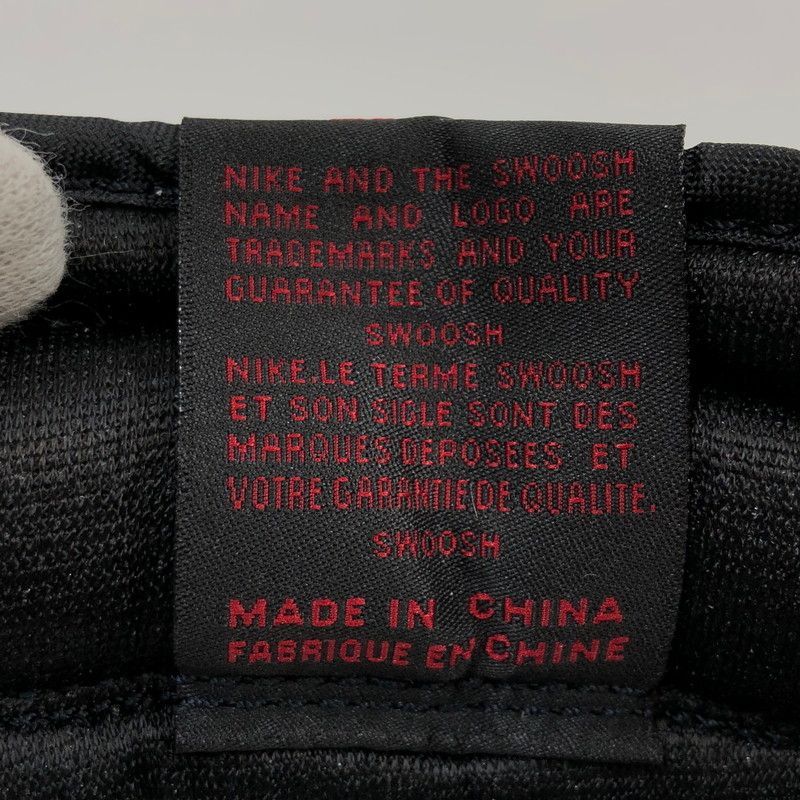 NIKE AND THE SWOOSH
NAME AND LOGO ARE
TRADEMARKS AND YOUR
GUARANTEE OF QUALITY
SWOOSH
NIKE.LE TERME SWOOSH
ET SON SIGLE SONT DES
MARQUES DEPOSEES ET
VOTRE GARANTIE DE QUALITE.
SWOOSH
MADE IN CHINA
FABRIQUE EN CHINE